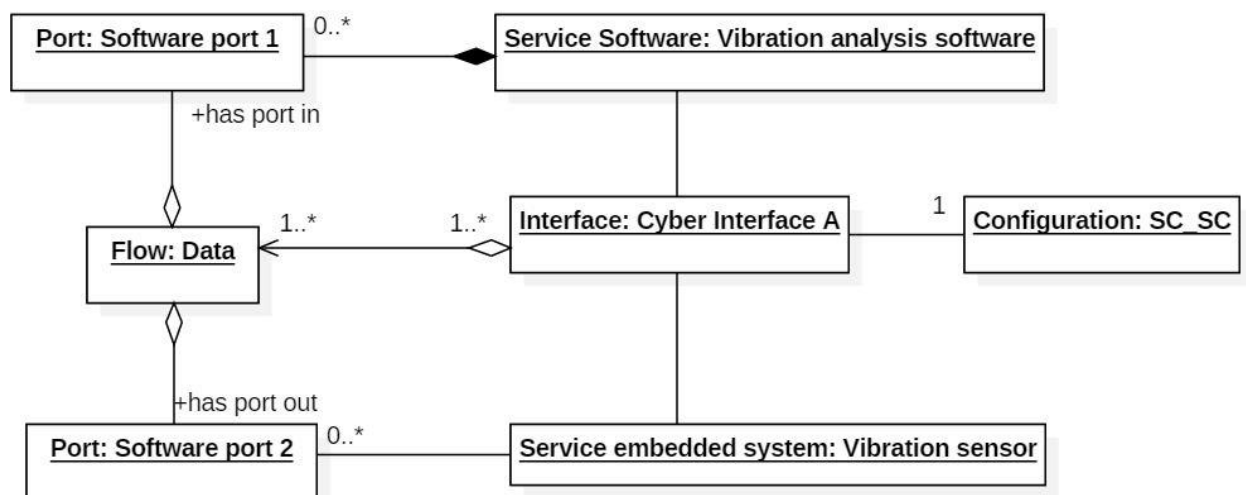 Port: Software port 1
0..*
Service Software: Vibration analysis software
+has port in
1..*
1..*
Interface: Cyber Interface A
1
Configuration: SC_SC
Flow: Data
+has port out
Port: Software port 2
0..*
Service embedded system: Vibration sensor